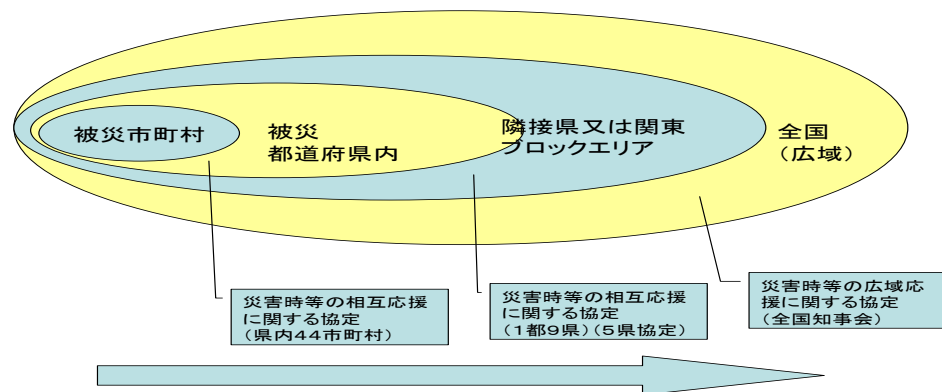 被災市町村
被災
都道府県内
隣接県又は関東
ブロックエリア
全国
(広域)
災害時等の相互応援
に関する協定
(県内44市町村)
災害時等の相互応援
に関する協定
(1都9県)(5県協定)
災害時等の広域応
援に関する協定
(全国知事会)